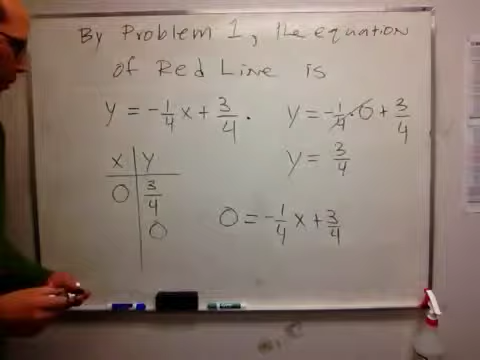 By Problem 1, the equation
of Red Line is
y = -1/4 x + 3/4.
y = -1/4 · 0 + 3/4
y = 3/4
x | y
0 | 3/4
  | 0
0 = -1/4 x + 3/4